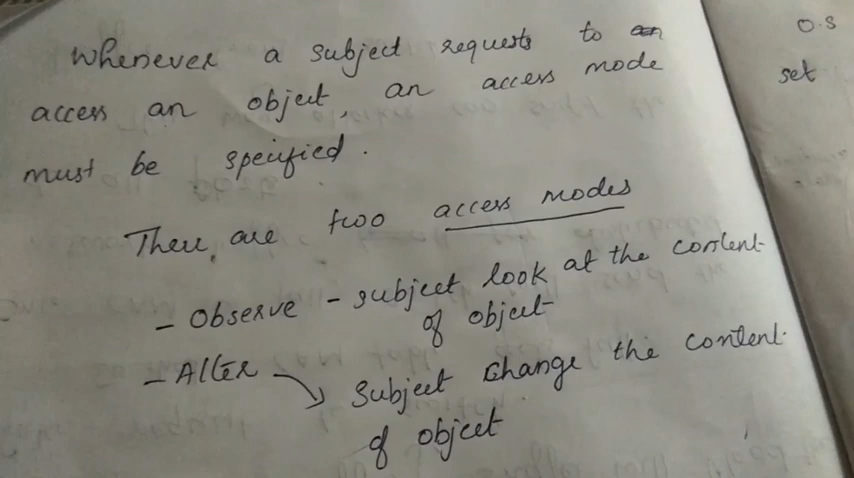 Whenever a subject requests to an
access an object, an access mode
must be specified.
There are two access modes
- Observe - subject look at the content
of object
- Alter → Subject change the content.
of object
O.S
set